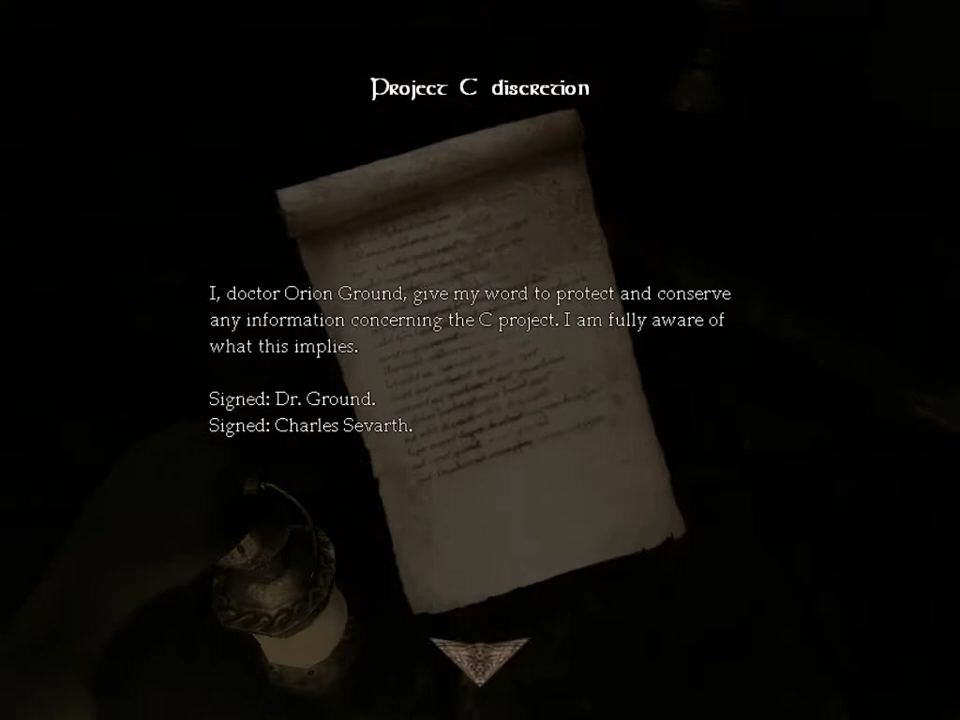 Project C discretion
I, doctor Orion Ground, give my word to protect and conserve
any information concerning the C project. I am fully aware of
what this implies.
Signed: Dr. Ground.
Signed: Charles Sevarth.